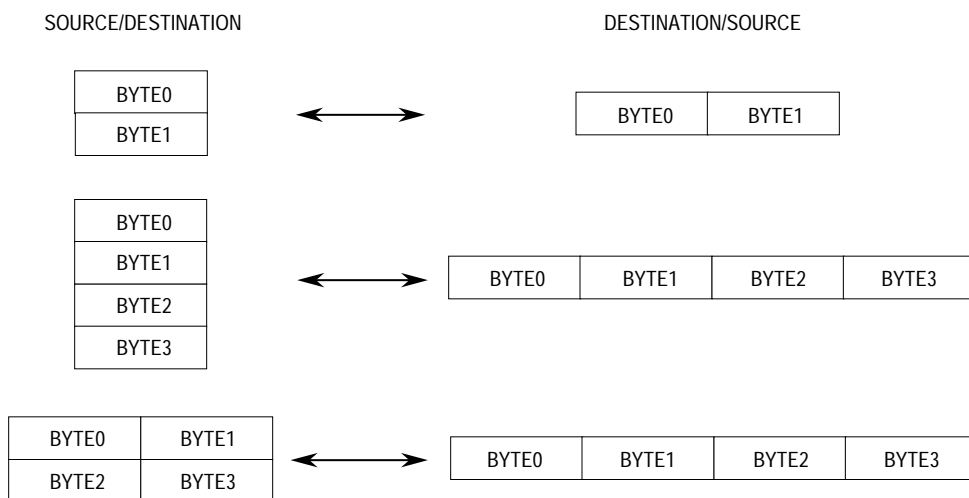 SOURCE/DESTINATION DESTINATION/SOURCE
BYTE0
BYTE1
BYTE0 BYTE1
BYTE0
BYTE1
BYTE2
BYTE3
BYTE0 BYTE1 BYTE2 BYTE3
BYTE0 BYTE1
BYTE2 BYTE3
BYTE0 BYTE1 BYTE2 BYTE3